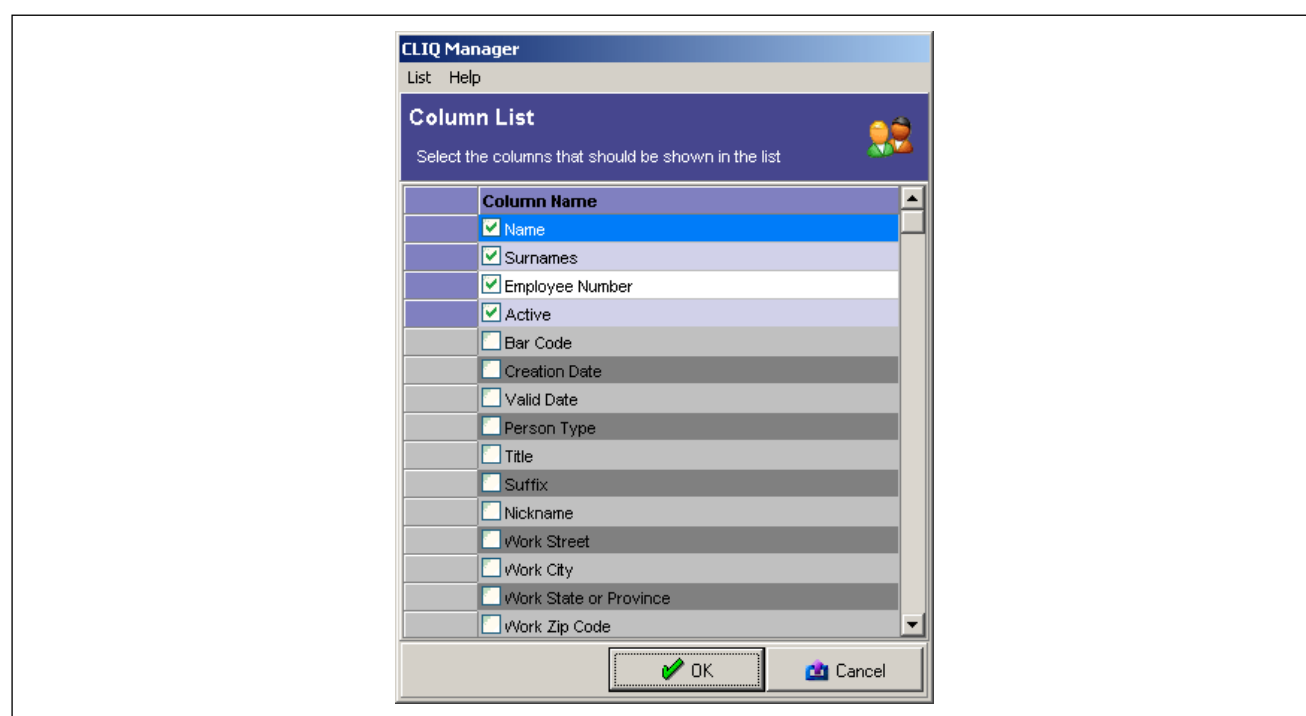 CLIQ Manager
List Help
Column List
Select the columns that should be shown in the list
Column Name
Name
Surnames
Employee Number
Active
Bar Code
Creation Date
Valid Date
Person Type
Title
Suffix
Nickname
Work Street
Work City
Work State or Province
Work Zip Code
OK Cancel